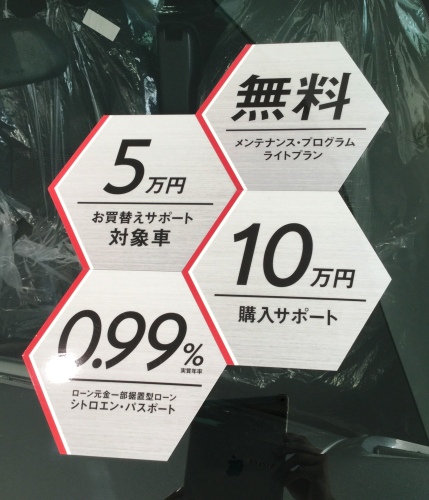 無料
メンテナンス・プログラム
ライトプラン
5万円
お買替えサポート
対象車
10万円
購入サポート
0.99%
実質年率
ローン元金一部据置型ローン
シトロエン・パスポート